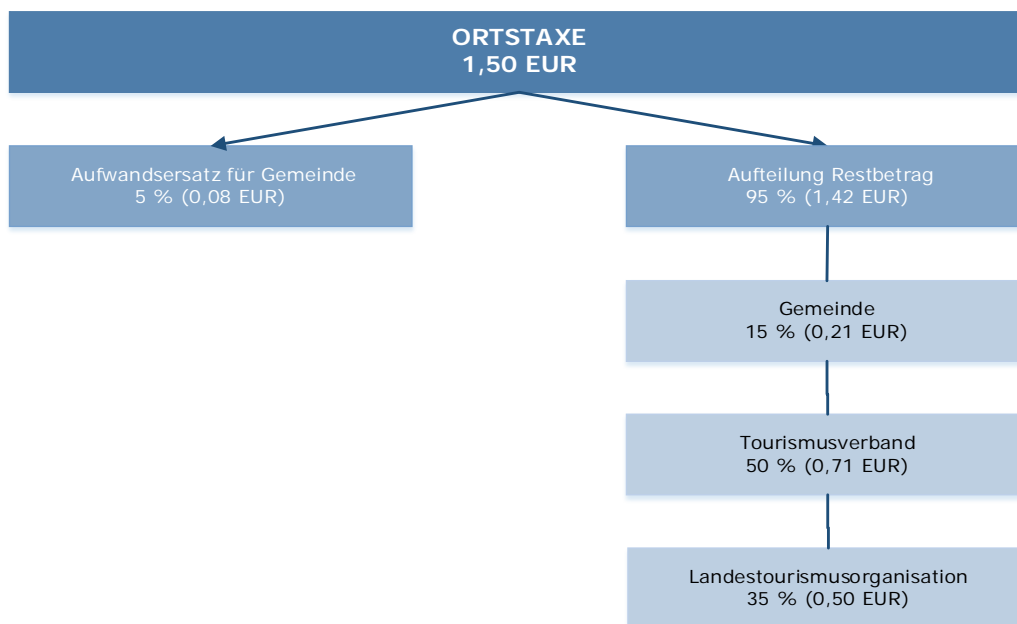 ORTSTAXE
1,50 EUR
Aufwandsersatz für Gemeinde
5 % (0,08 EUR)
Aufteilung Restbetrag
95 % (1,42 EUR)
Gemeinde
15 % (0,21 EUR)
Tourismusverband
50 % (0,71 EUR)
Landestourismusorganisation
35 % (0,50 EUR)